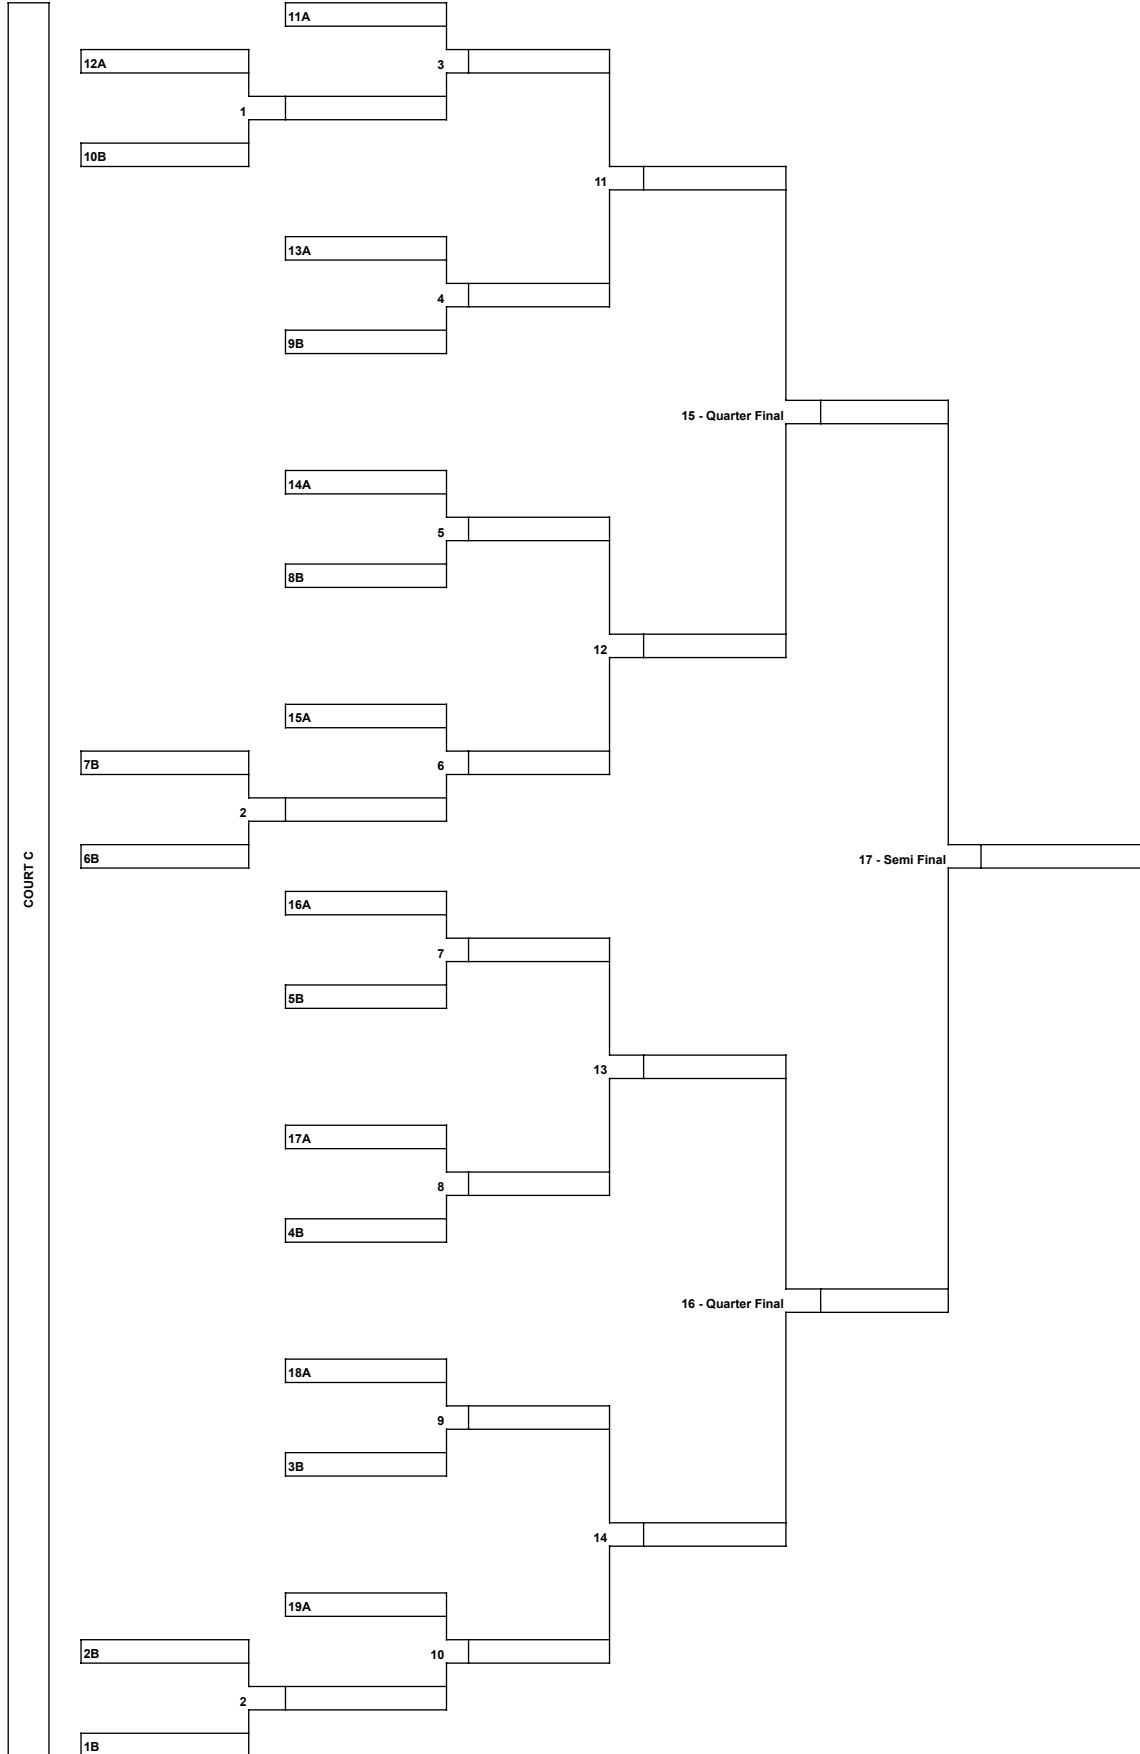 11A
12A
3
1
10B
11
13A
4
9B
15 - Quarter Final
14A
5
8B
12
15A
7B
6
2
6B
COURT C
17 - Semi Final
16A
7
5B
13
17A
8
4B
16 - Quarter Final
18A
9
3B
14
19A
2B
10
2
1B